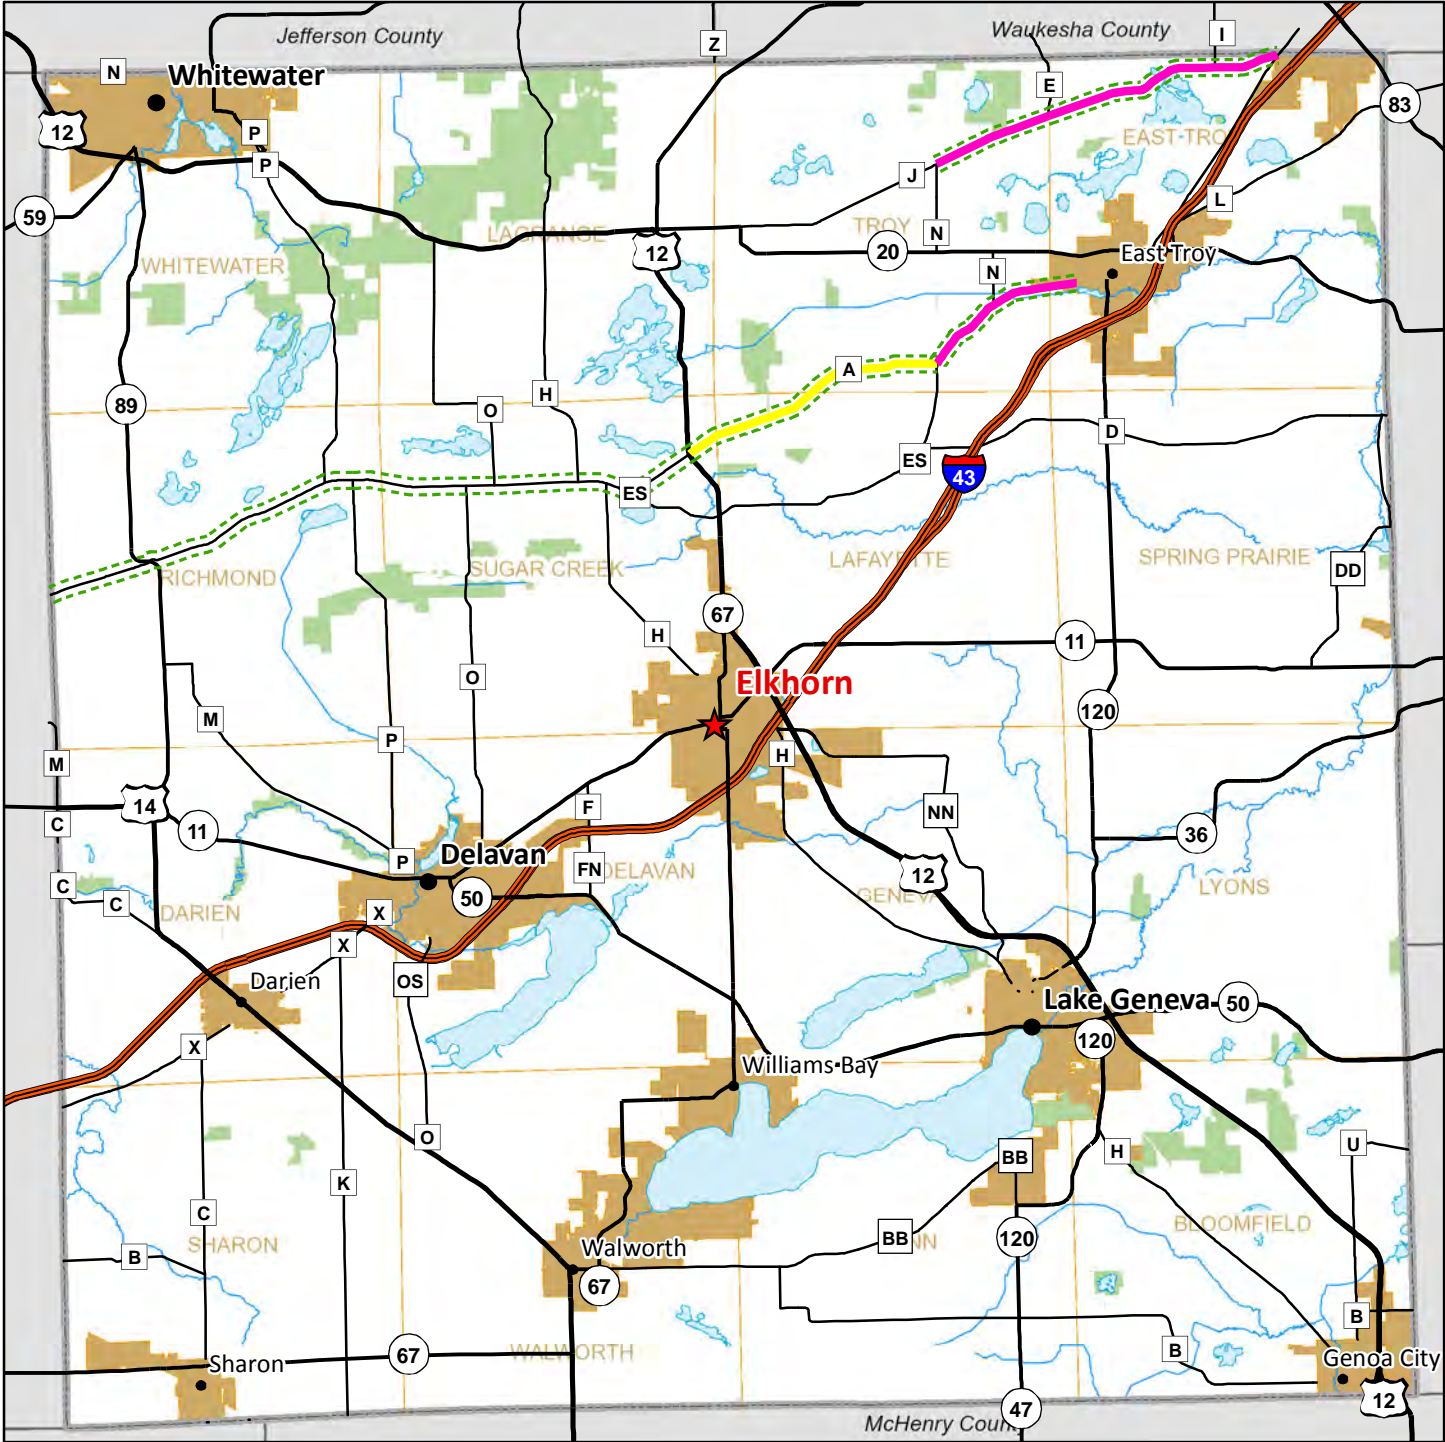 Jefferson County
Waukesha County
Z
I
N
Whitewater
E
83
12
P
P
EAST TRO
J
L
59
N
TROY
LAGRANGE
12
20
East Troy
WHITEWATER
N
A
H
89
O
D
ES
43
ES
RICHMOND
SUGAR CREEK
LAFAYETTE
SPRING PRAIRIE
DD
67
H
11
O
Elkhorn
M
120
P
H
M
14
F
NN
C
11
36
P
Delavan
FN
DELAVAN
12
C
50
GENEVA
LYONS
C
DARIEN
X
X
Darien
OS
Lake Geneva
50
X
120
Williams Bay
O
H
U
BB
K
C
BLOOMFIELD
SHARON
BB
NN
120
B
Walworth
67
B
WALWORTH
67
B
Sharon
Genoa City
12
47
McHenry Coun